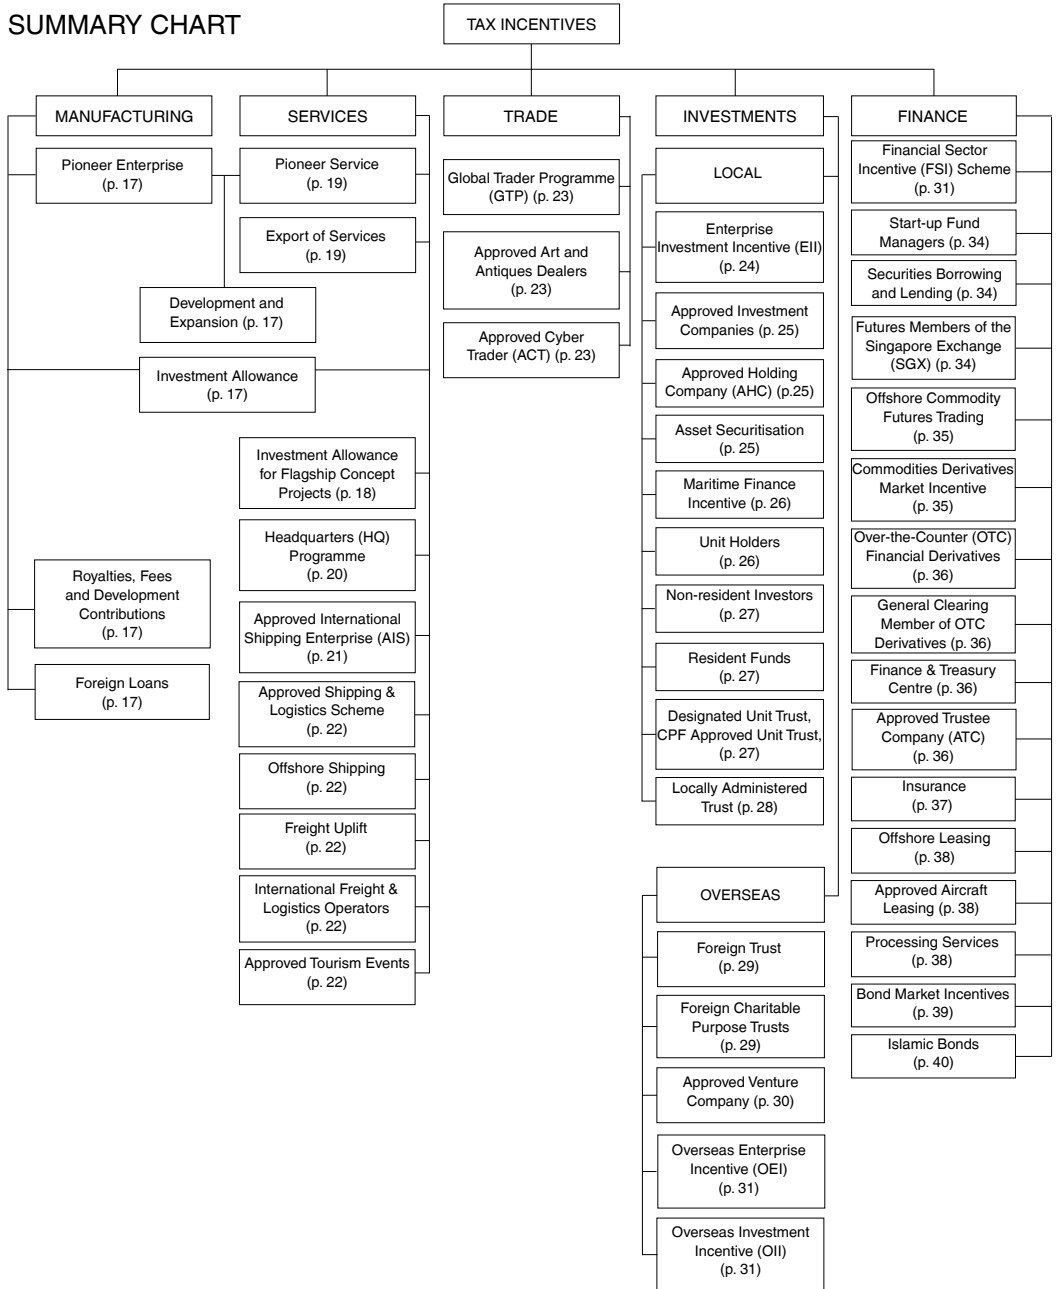 SUMMARY CHART
TAX INCENTIVES
MANUFACTURING
Pioneer Enterprise
(p. 17)
SERVICES
Pioneer Service
(p. 19)
Export of Services
(p. 19)
Development and
Expansion (p. 17)
Investment Allowance
(p. 17)
Royalties, Fees
and Development
Contributions
(p. 17)
Foreign Loans
(p. 17)
Investment Allowance
for Flagship Concept
Projects (p. 18)
Headquarters (HQ)
Programme
(p. 20)
Approved International
Shipping Enterprise (AIS)
(p. 21)
Approved Shipping &
Logistics Scheme
(p. 22)
Offshore Shipping
(p. 22)
Freight Uplift
(p. 22)
International Freight &
Logistics Operators
(p. 22)
Approved Tourism Events
(p. 22)
TRADE
Global Trader Programme
(GTP) (p. 23)
Approved Art and
Antiques Dealers
(p. 23)
Approved Cyber
Trader (ACT) (p. 23)
INVESTMENTS
LOCAL
Enterprise
Investment Incentive (EII)
(p. 24)
Approved Investment
Companies (p. 25)
Approved Holding
Company (AHC) (p.25)
Asset Securitisation
(p. 25)
Maritime Finance
Incentive (p. 26)
Unit Holders
(p. 26)
Non-resident Investors
(p. 27)
Resident Funds
(p. 27)
Designated Unit Trust,
CPF Approved Unit Trust,
(p. 27)
Locally Administered
Trust (p. 28)
OVERSEAS
Foreign Trust
(p. 29)
Foreign Charitable
Purpose Trusts
(p. 29)
Approved Venture
Company (p. 30)
Overseas Enterprise
Incentive (OEI)
(p. 31)
Overseas Investment
Incentive (OII)
(p. 31)
FINANCE
Financial Sector
Incentive (FSI) Scheme
(p. 31)
Start-up Fund
Managers (p. 34)
Securities Borrowing
and Lending (p. 34)
Futures Members of the
Singapore Exchange
(SGX) (p. 34)
Offshore Commodity
Futures Trading
(p. 35)
Commodities Derivatives
Market Incentive
(p. 35)
Over-the-Counter (OTC)
Financial Derivatives
(p. 36)
General Clearing
Member of OTC
Derivatives (p. 36)
Finance & Treasury
Centre (p. 36)
Approved Trustee
Company (ATC)
(p. 36)
Insurance
(p. 37)
Offshore Leasing
(p. 38)
Approved Aircraft
Leasing (p. 38)
Processing Services
(p. 38)
Bond Market Incentives
(p. 39)
Islamic Bonds
(p. 40)